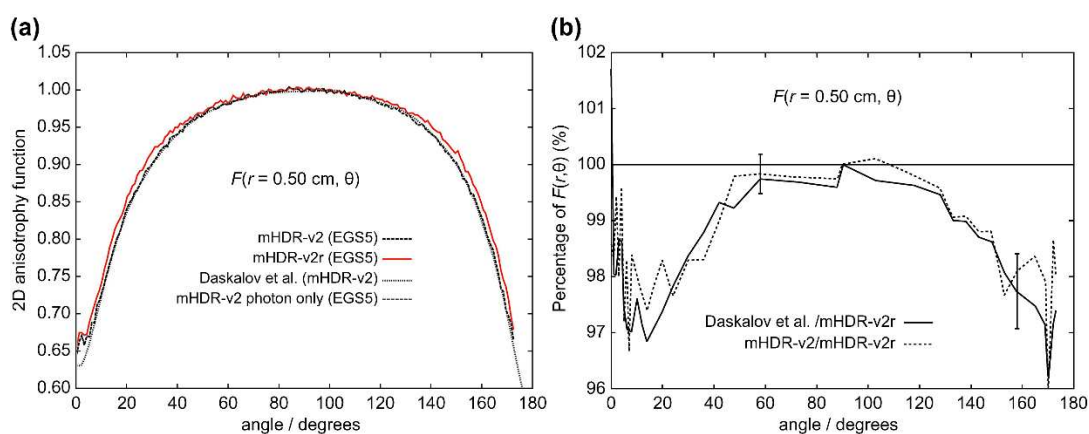 (a)
2D anisotropy function
1.05
1.00
0.95
0.90
0.85
0.80
0.75
0.70
0.65
0.60
F(r = 0.50 cm, θ)
mHDR-v2 (EGS5)
mHDR-v2r (EGS5)
Daskalov et al. (mHDR-v2)
mHDR-v2 photon only (EGS5)
0 20 40 60 80 100 120 140 160 180
angle / degrees
(b)
Percentage of F(r,θ) (%)
102
101
100
99
98
97
96
F(r = 0.50 cm, θ)
Daskalov et al. /mHDR-v2r
mHDR-v2/mHDR-v2r
0 20 40 60 80 100 120 140 160 180
angle / degrees